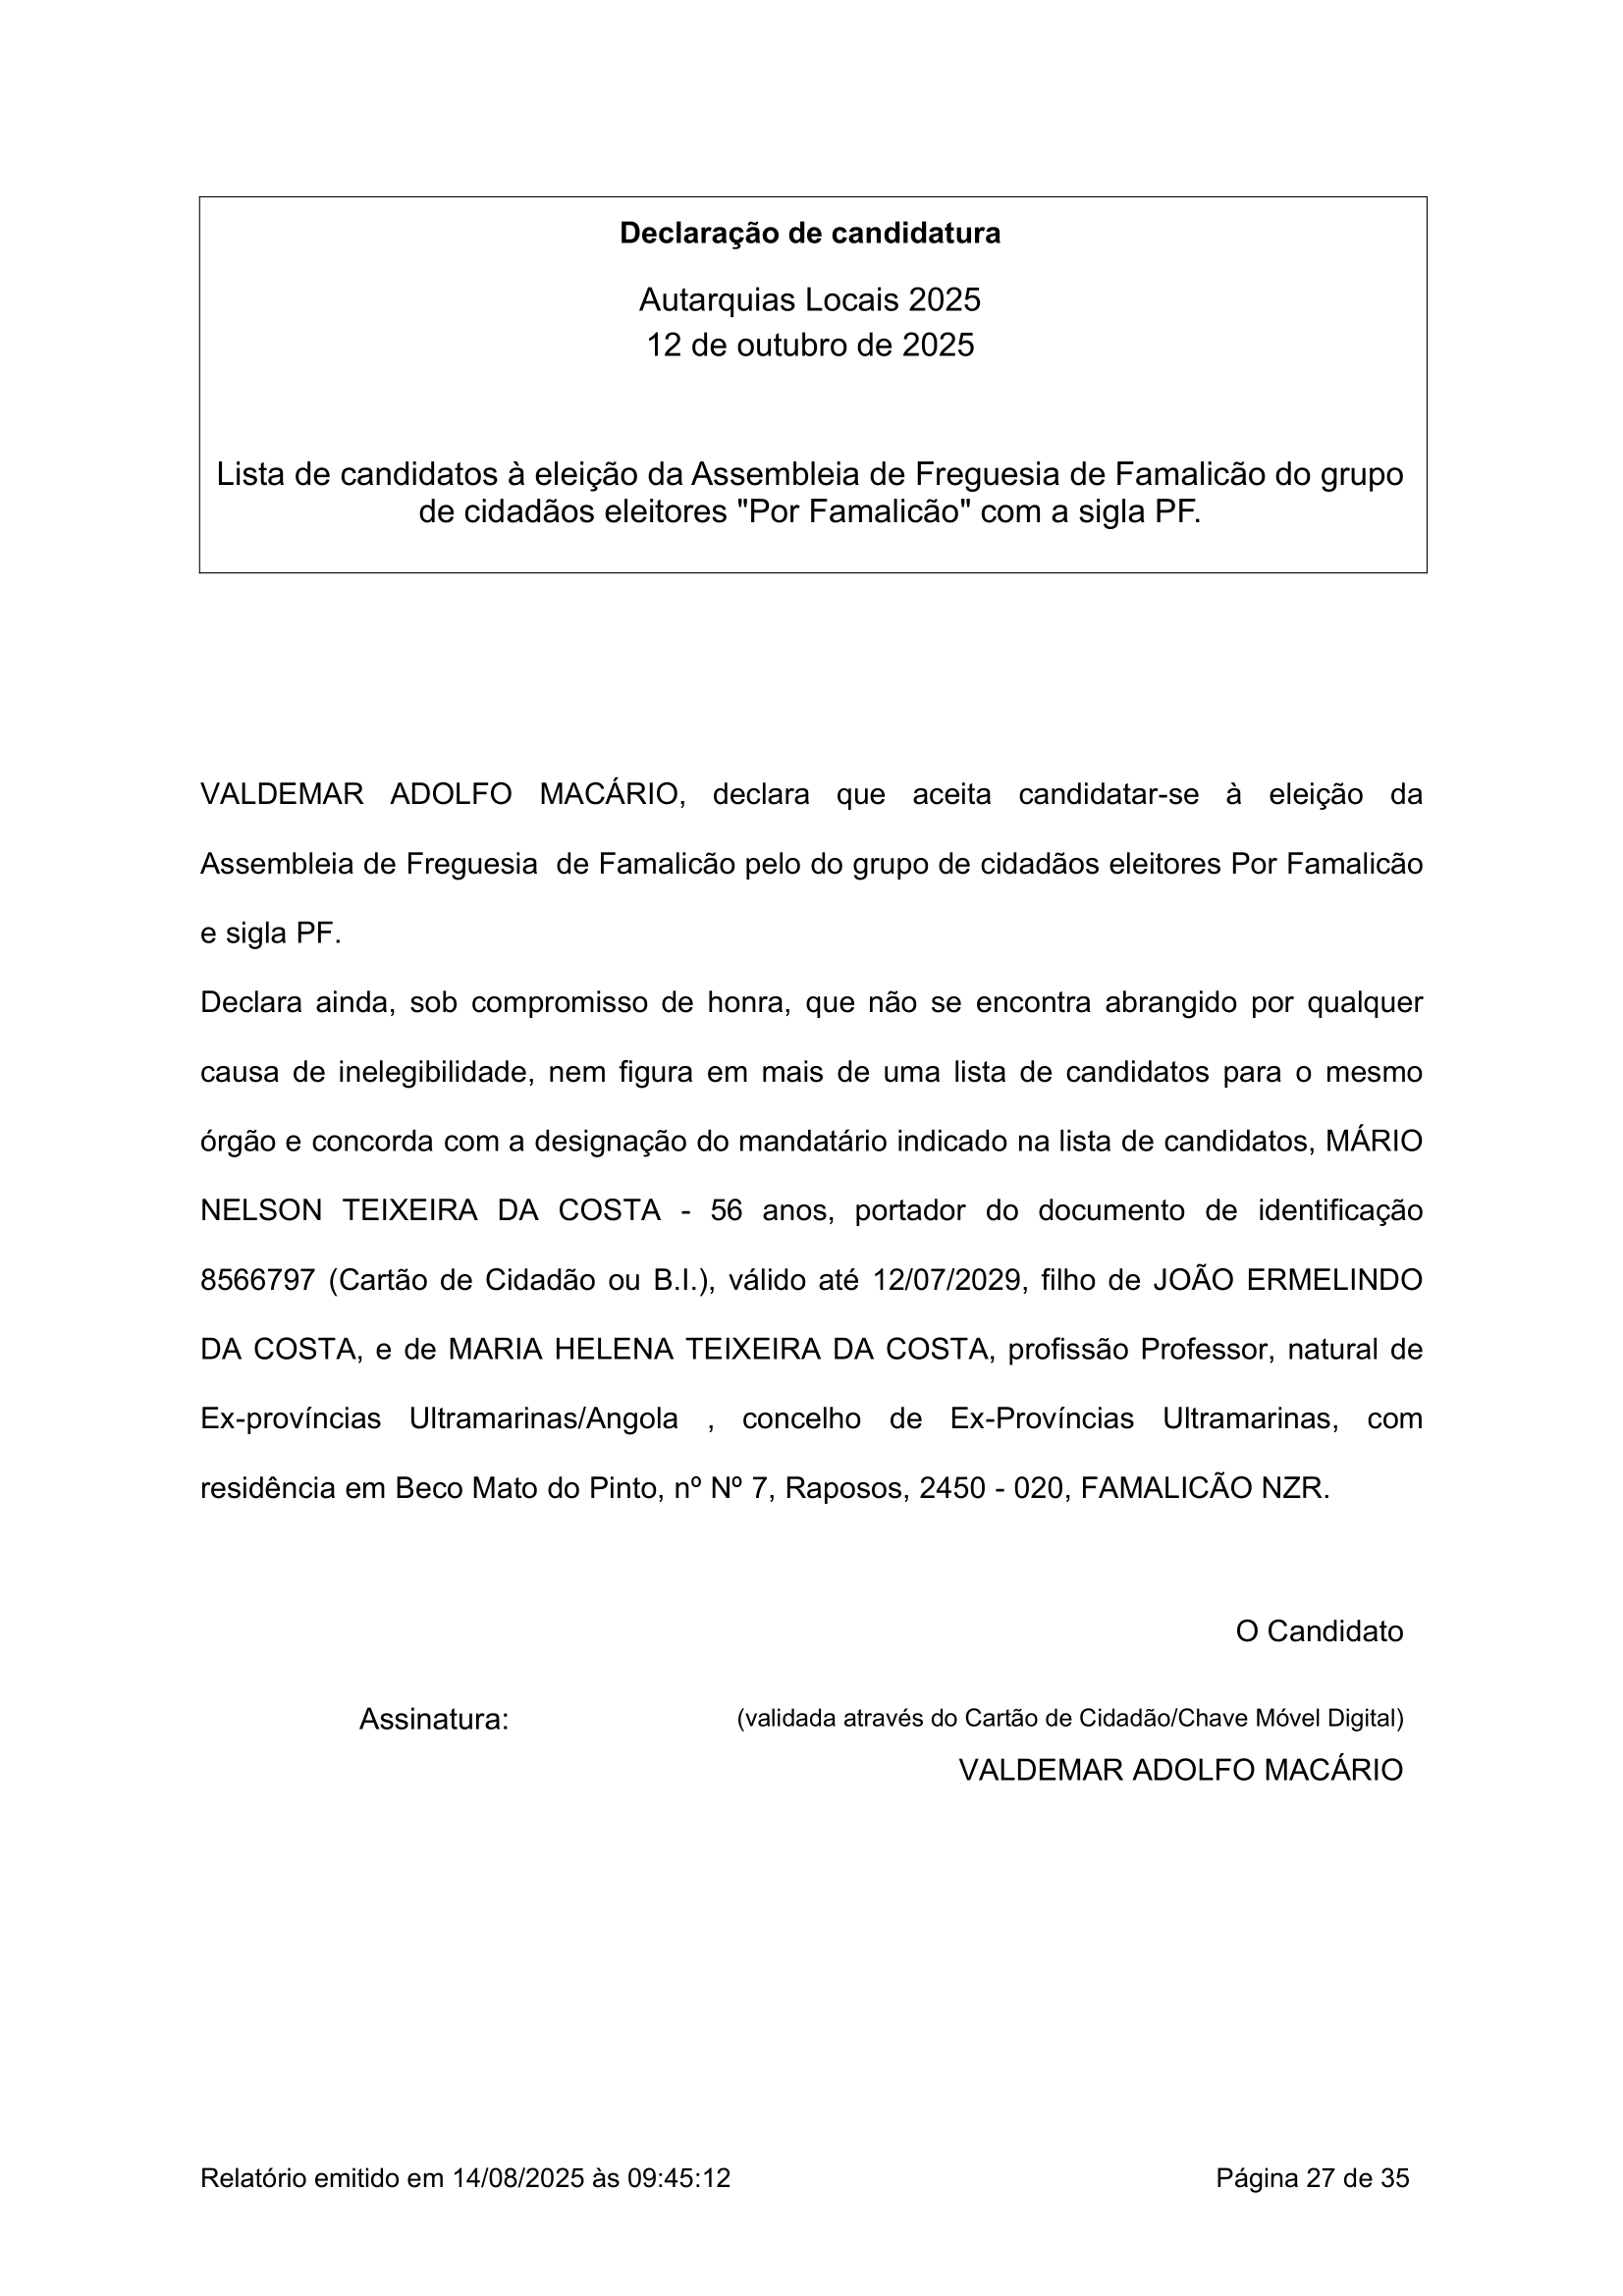 Declaração de candidatura
Autarquias Locais 2025
12 de outubro de 2025
Lista de candidatos à eleição da Assembleia de Freguesia de Famalicão do grupo
de cidadãos eleitores "Por Famalicão" com a sigla PF.
VALDEMAR ADOLFO MACÁRIO, declara que aceita candidatar-se à eleição da
Assembleia de Freguesia  de Famalicão pelo do grupo de cidadãos eleitores Por Famalicão
e sigla PF.
Declara ainda, sob compromisso de honra, que não se encontra abrangido por qualquer
causa de inelegibilidade, nem figura em mais de uma lista de candidatos para o mesmo
órgão e concorda com a designação do mandatário indicado na lista de candidatos, MÁRIO
NELSON TEIXEIRA DA COSTA - 56 anos, portador do documento de identificação
8566797 (Cartão de Cidadão ou B.I.), válido até 12/07/2029, filho de JOÃO ERMELINDO
DA COSTA, e de MARIA HELENA TEIXEIRA DA COSTA, profissão Professor, natural de
Ex-províncias Ultramarinas/Angola , concelho de Ex-Províncias Ultramarinas, com
residência em Beco Mato do Pinto, nº Nº 7, Raposos, 2450 - 020, FAMALICÃO NZR.
O Candidato
Assinatura: (validada através do Cartão de Cidadão/Chave Móvel Digital)
VALDEMAR ADOLFO MACÁRIO
Relatório emitido em 14/08/2025 às 09:45:12 Página 27 de 35